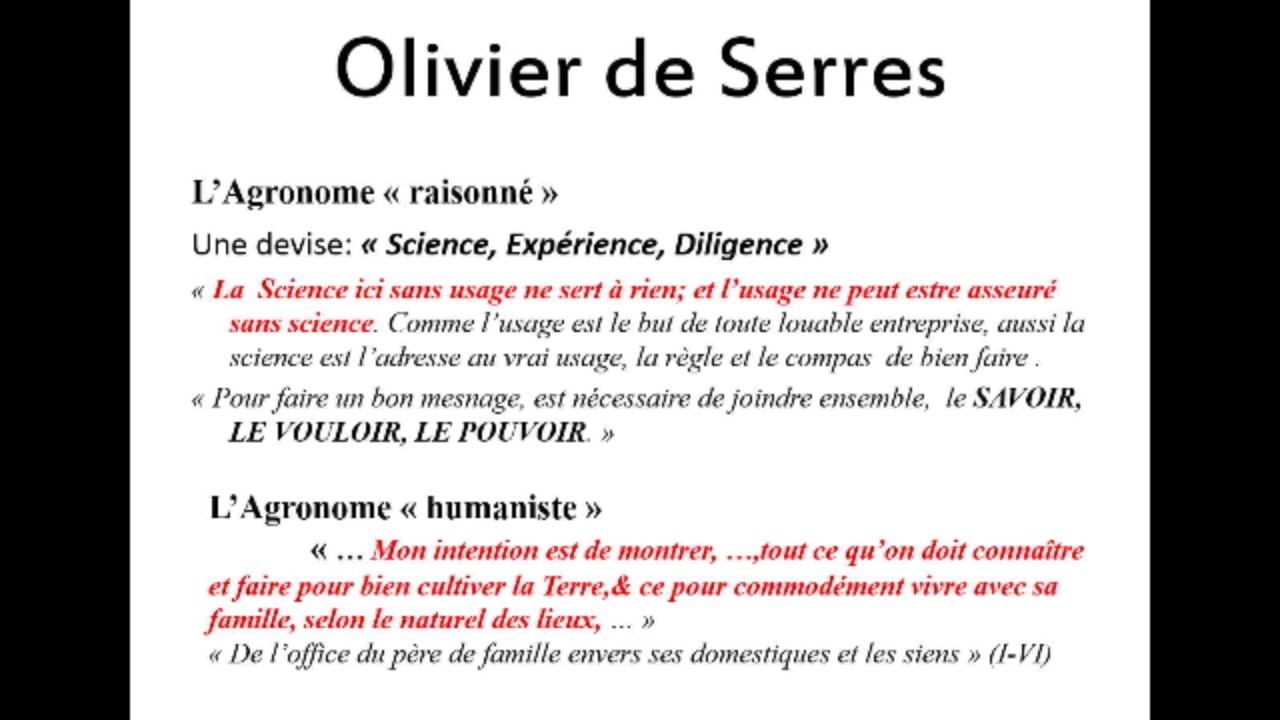 Olivier de Serres
L’Agronome « raisonné »
Une devise: « Science, Expérience, Diligence »
« La  Science ici sans usage ne sert à rien; et l’usage ne peut estre asseuré
sans science. Comme l’usage est le but de toute louable entreprise, aussi la
science est l’adresse au vrai usage, la règle et le compas  de bien faire .
« Pour faire un bon mesnage, est nécessaire de joindre ensemble,  le SAVOIR,
LE VOULOIR, LE POUVOIR. »
L’Agronome « humaniste »
« … Mon intention est de montrer, …,tout ce qu’on doit connaître
et faire pour bien cultiver la Terre,& ce pour commodément vivre avec sa
famille, selon le naturel des lieux, … »
« De l’office du père de famille envers ses domestiques et les siens » (I-VI)